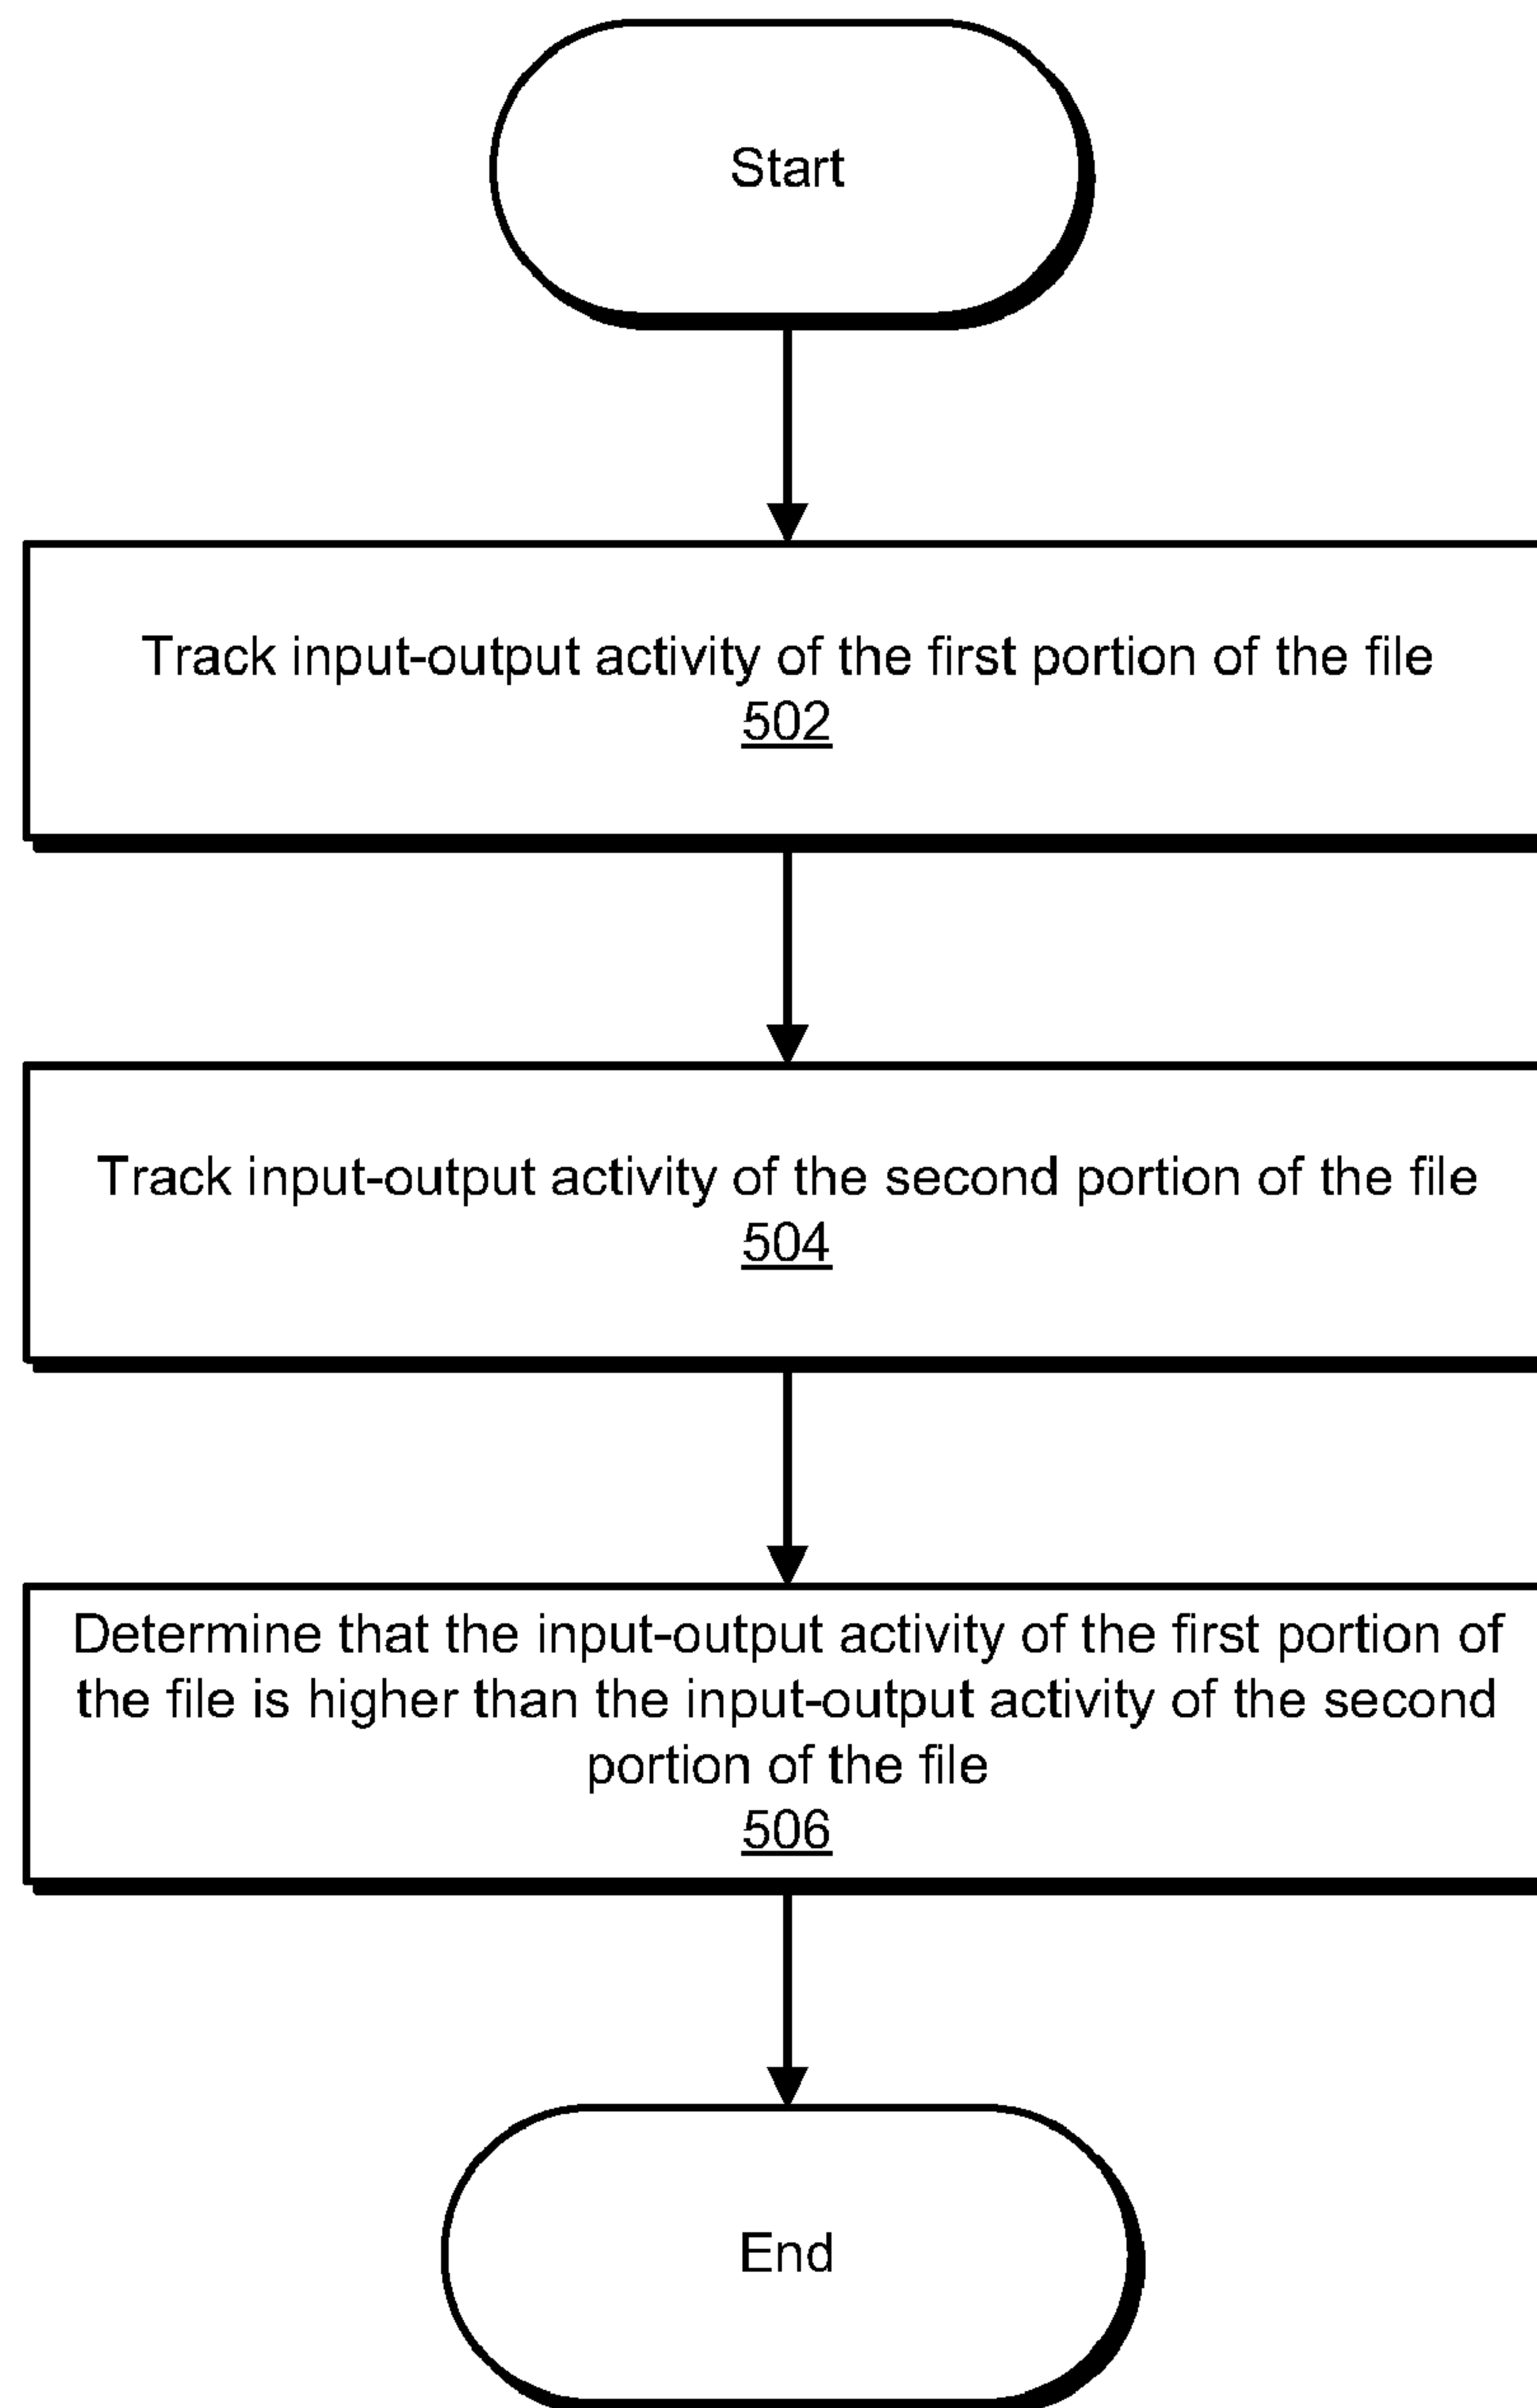 Start
Track input-output activity of the first portion of the file
502
Track input-output activity of the second portion of the file
504
Determine that the input-output activity of the first portion of
the file is higher than the input-output activity of the second
portion of the file
506
End